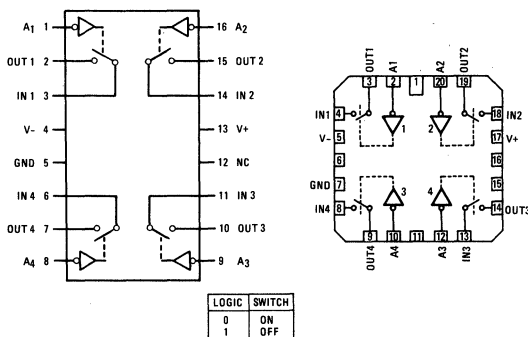 A1 1
16 A2
OUT 1 2
15 OUT 2
IN 1 3
14 IN 2
V- 4
13 V+
GND 5
12 NC
IN 4 6
11 IN 3
OUT 4 7
10 OUT 3
A4 8
9 A3
OUT1 A1 A2 OUT2
3 2 1 20 19
IN1 4
18 IN2
1 2
V- 5
17 V+
6
16
GND 7
15
3 4
IN4 8
14 OUT3
9 10 11 12 13
OUT4 A4 A3 IN3
LOGIC SWITCH
0 ON
1 OFF